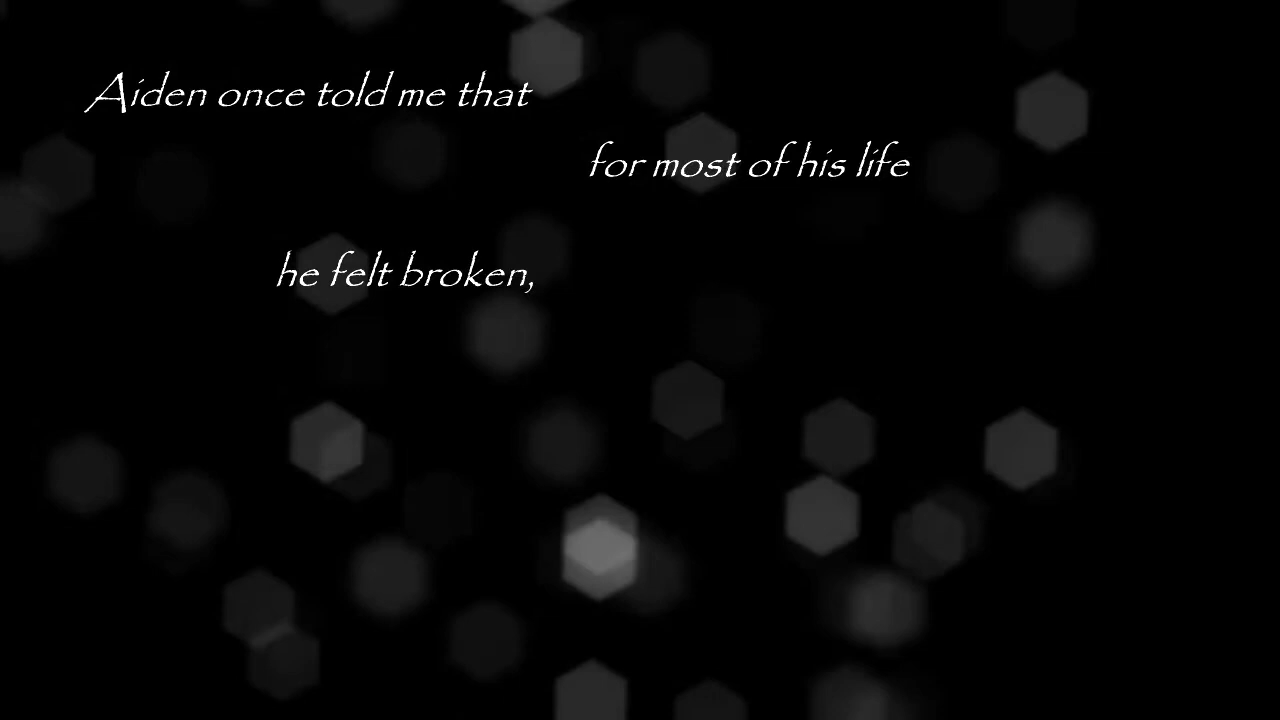 Aiden once told me that
for most of his life
he felt broken,